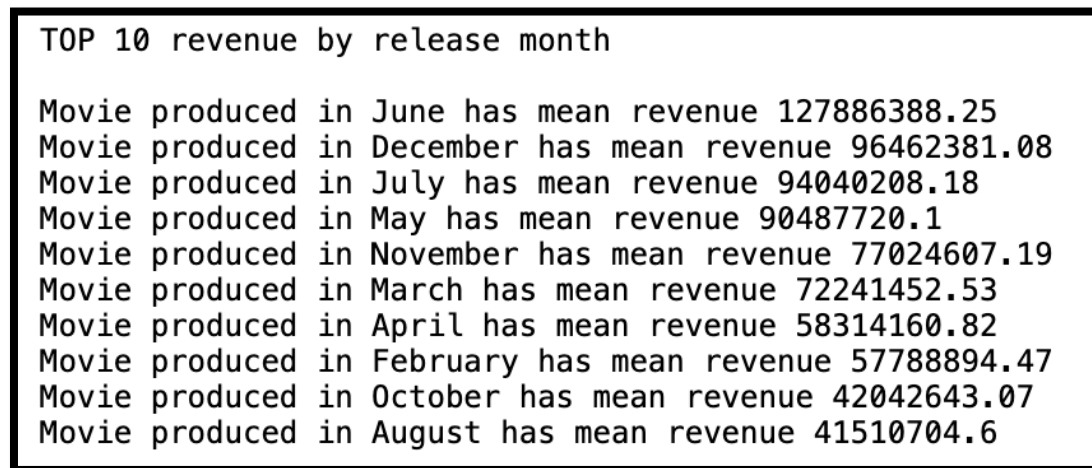 TOP 10 revenue by release month
Movie produced in June has mean revenue 127886388.25
Movie produced in December has mean revenue 96462381.08
Movie produced in July has mean revenue 94040208.18
Movie produced in May has mean revenue 90487720.1
Movie produced in November has mean revenue 77024607.19
Movie produced in March has mean revenue 72241452.53
Movie produced in April has mean revenue 58314160.82
Movie produced in February has mean revenue 57788894.47
Movie produced in October has mean revenue 42042643.07
Movie produced in August has mean revenue 41510704.6